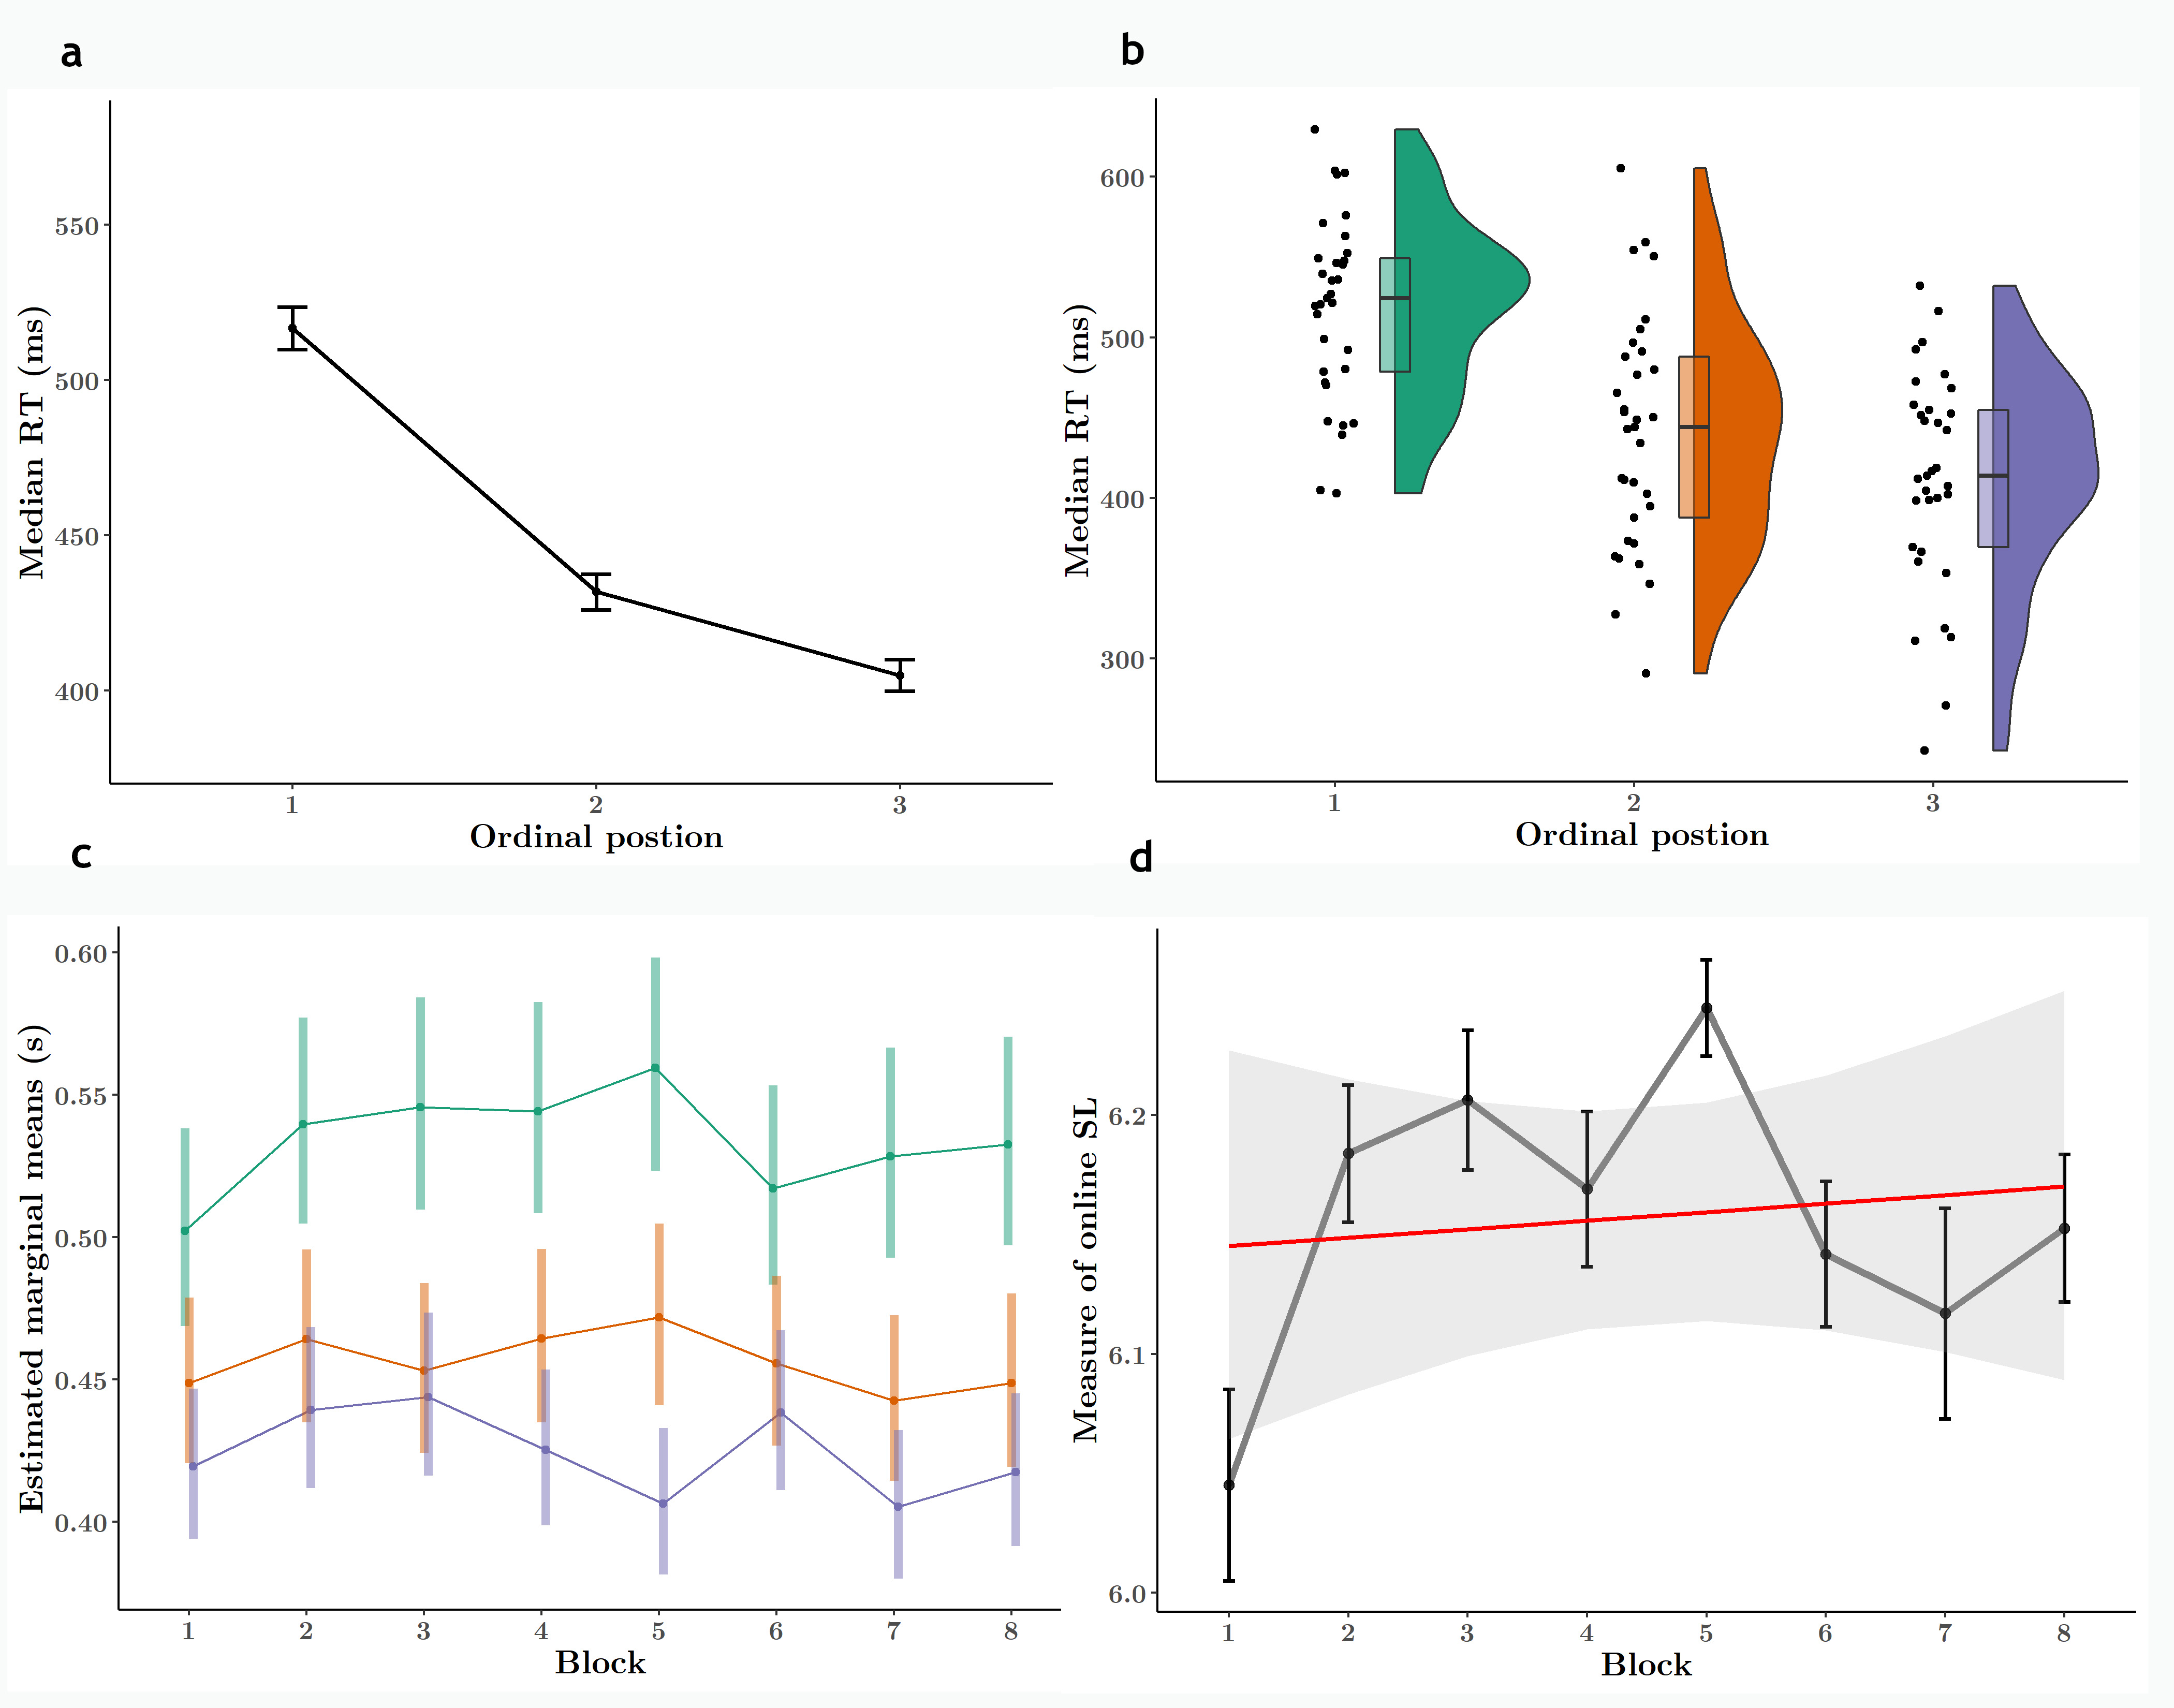 a
b
Median RT (ms)
550
500
450
400
1 2 3
Ordinal postion
Median RT (ms)
600
500
400
300
1 2 3
Ordinal postion
c
d
Estimated marginal means (s)
0.60
0.55
0.50
0.45
0.40
1 2 3 4 5 6 7 8
Block
Measure of online SL
6.2
6.1
6.0
1 2 3 4 5 6 7 8
Block